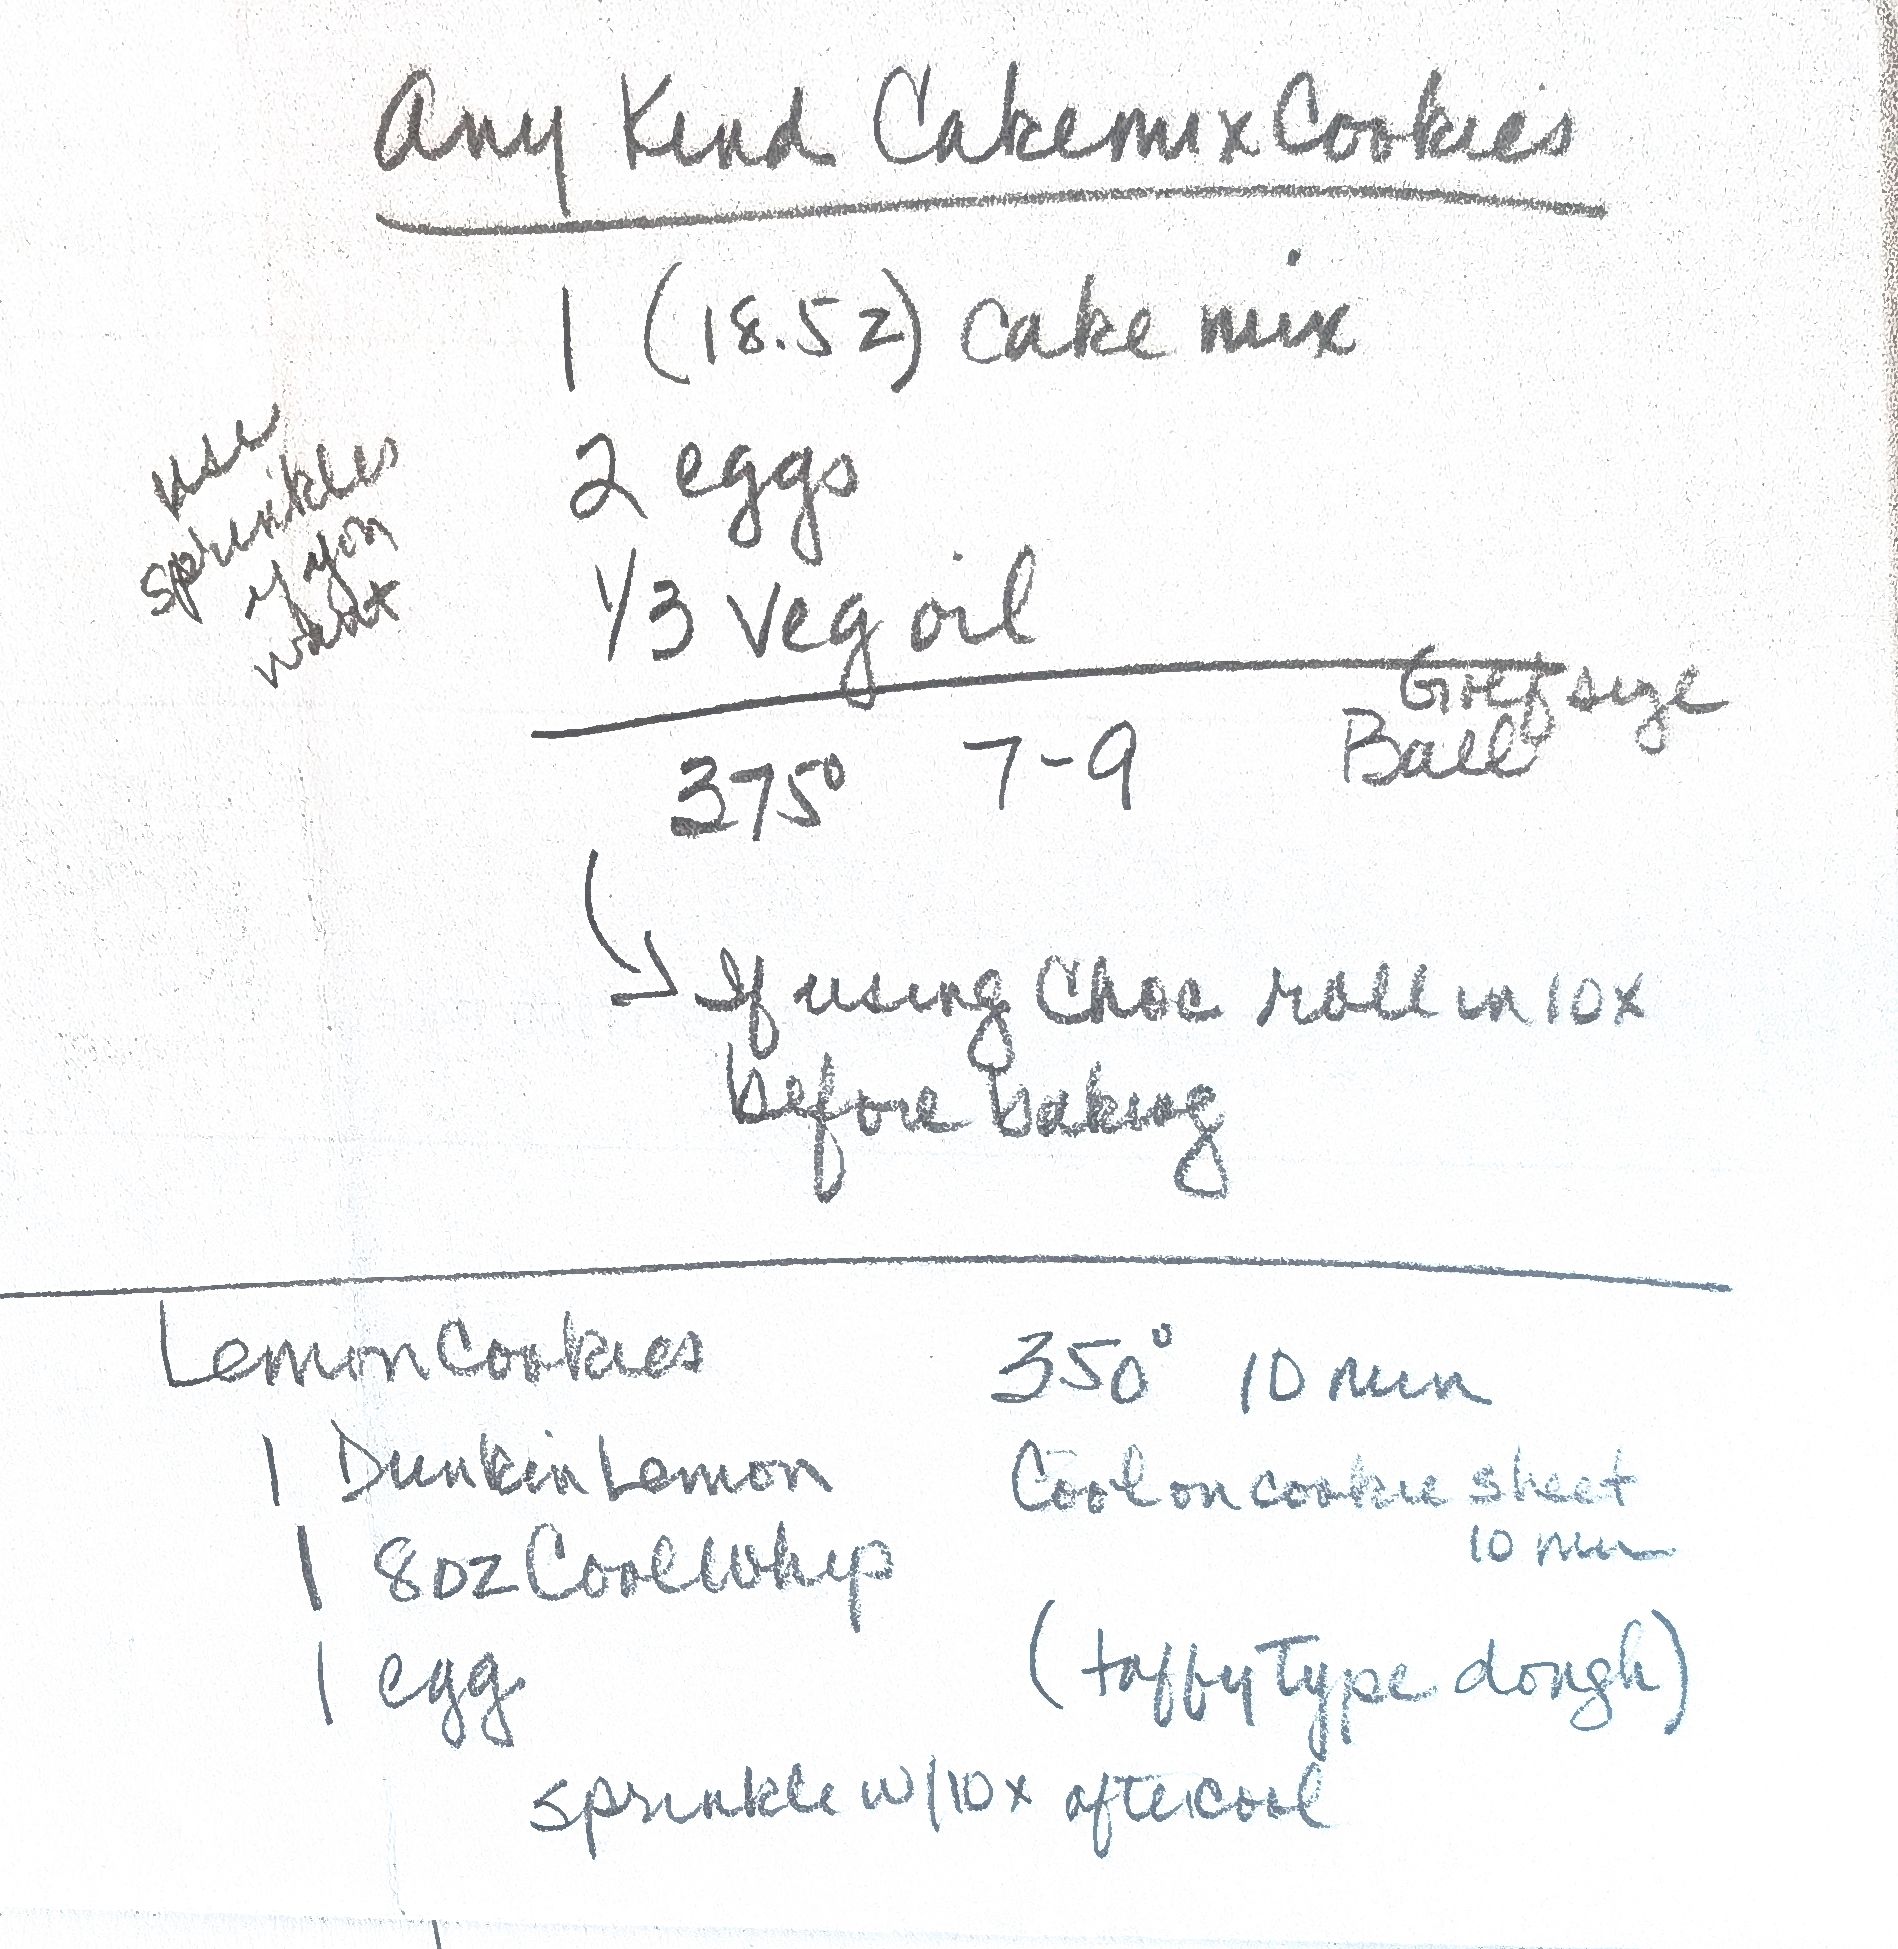 Any Kind Cakemix Cookies
1 (18.5z) cake mix
2 eggs
1/3 Veg oil
use
sprinkles
if you
want
375° 7-9
Golf size
Ball
If using Choc roll in 10x
before baking
Lemon Cookies
1 Dunkin Lemon
1 8oz Cool Whip
1 egg
350° 10 min
Cool on cookie sheet
10 min
(taffy Type dough)
sprinkle w/10x after cool